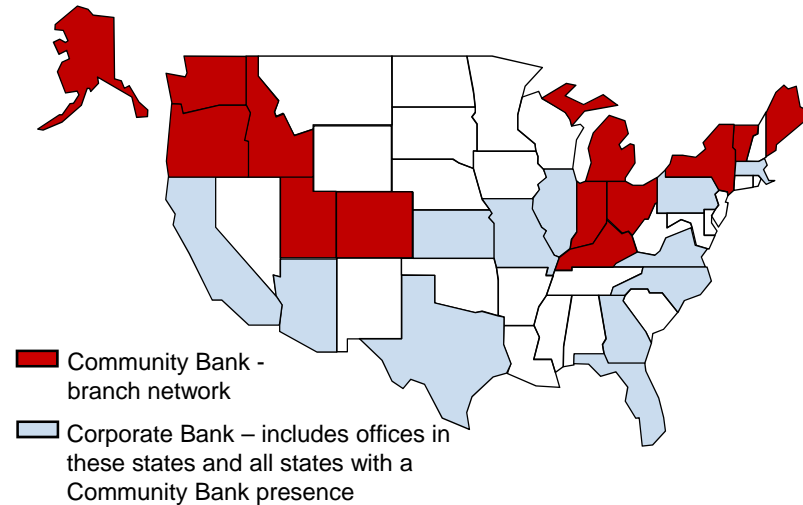 Community Bank -
branch network
Corporate Bank – includes offices in
these states and all states with a
Community Bank presence